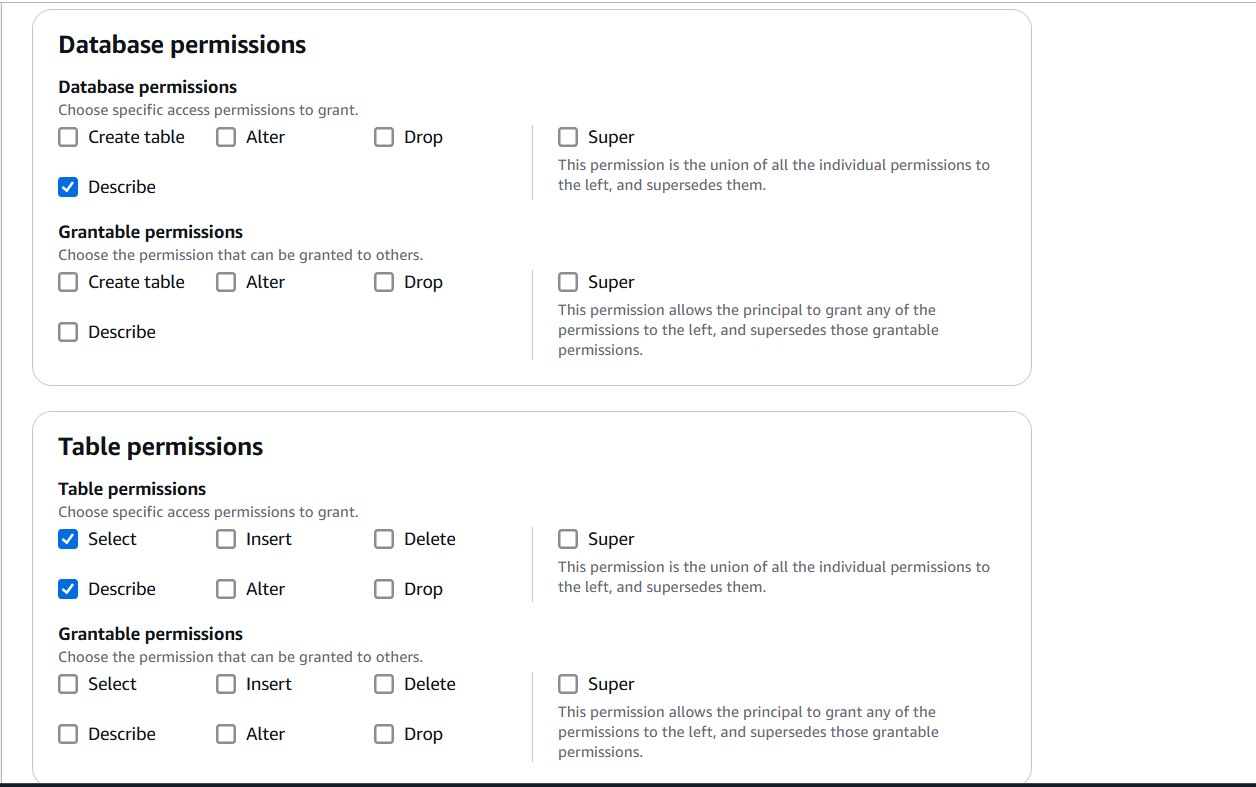 Database permissions
Database permissions
Choose specific access permissions to grant.
Create table Alter Drop
Describe
Super
This permission is the union of all the individual permissions to
the left, and supersedes them.
Grantable permissions
Choose the permission that can be granted to others.
Create table Alter Drop
Describe
Super
This permission allows the principal to grant any of the
permissions to the left, and supersedes those grantable
permissions.
Table permissions
Table permissions
Choose specific access permissions to grant.
Select Insert Delete
Describe Alter Drop
Super
This permission is the union of all the individual permissions to
the left, and supersedes them.
Grantable permissions
Choose the permission that can be granted to others.
Select Insert Delete
Describe Alter Drop
Super
This permission allows the principal to grant any of the
permissions to the left, and supersedes those grantable
permissions.